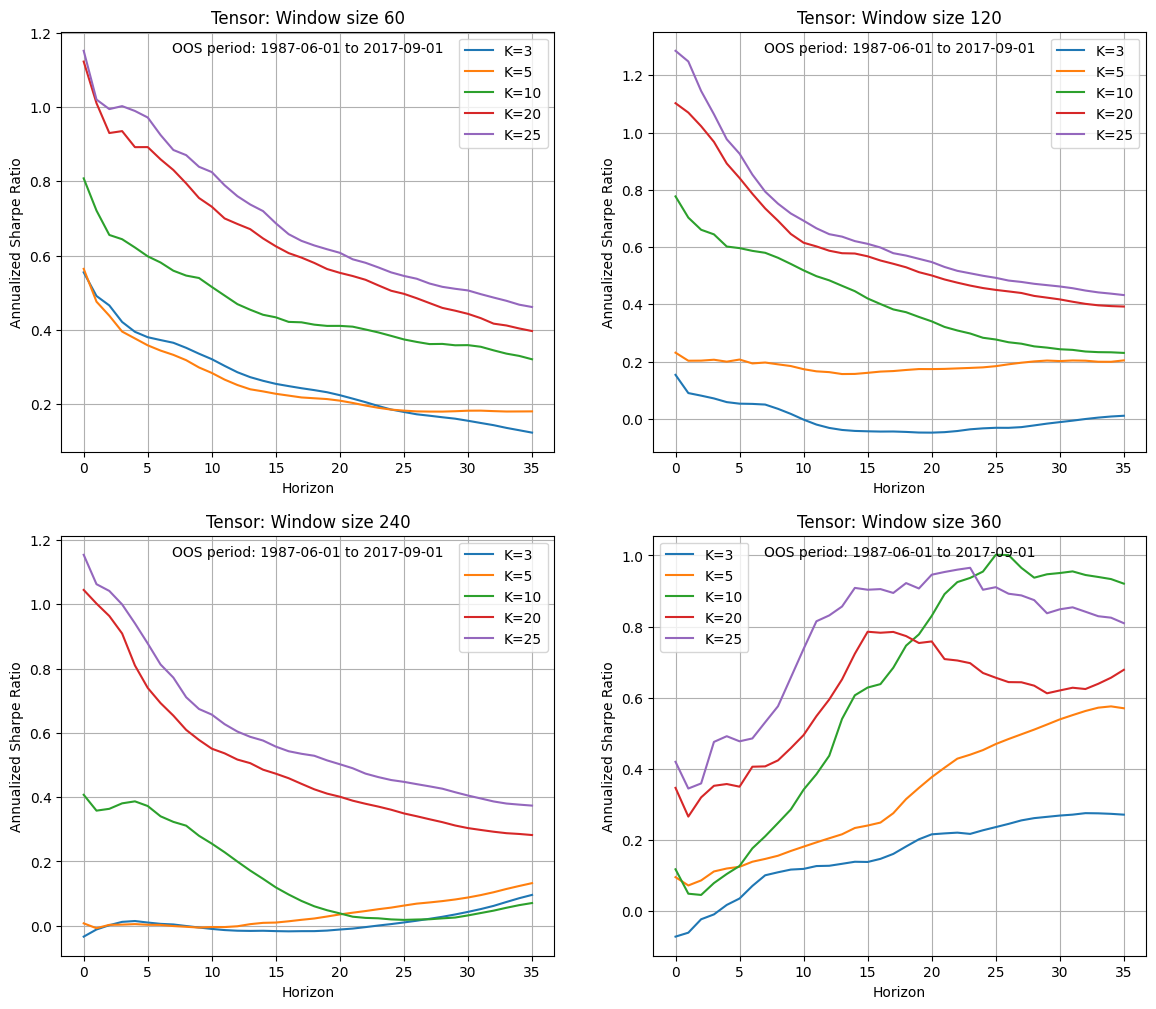 Tensor: Window size 60
OOS period: 1987-06-01 to 2017-09-01
K=3
K=5
K=10
K=20
K=25
Annualized Sharpe Ratio
1.2
1.0
0.8
0.6
0.4
0.2
0 5 10 15 20 25 30 35
Horizon
Tensor: Window size 120
OOS period: 1987-06-01 to 2017-09-01
K=3
K=5
K=10
K=20
K=25
Annualized Sharpe Ratio
1.2
1.0
0.8
0.6
0.4
0.2
0.0
0 5 10 15 20 25 30 35
Horizon
Tensor: Window size 240
OOS period: 1987-06-01 to 2017-09-01
K=3
K=5
K=10
K=20
K=25
Annualized Sharpe Ratio
1.2
1.0
0.8
0.6
0.4
0.2
0.0
0 5 10 15 20 25 30 35
Horizon
Tensor: Window size 360
OOS period: 1987-06-01 to 2017-09-01
K=3
K=5
K=10
K=20
K=25
Annualized Sharpe Ratio
1.0
0.8
0.6
0.4
0.2
0.0
0 5 10 15 20 25 30 35
Horizon